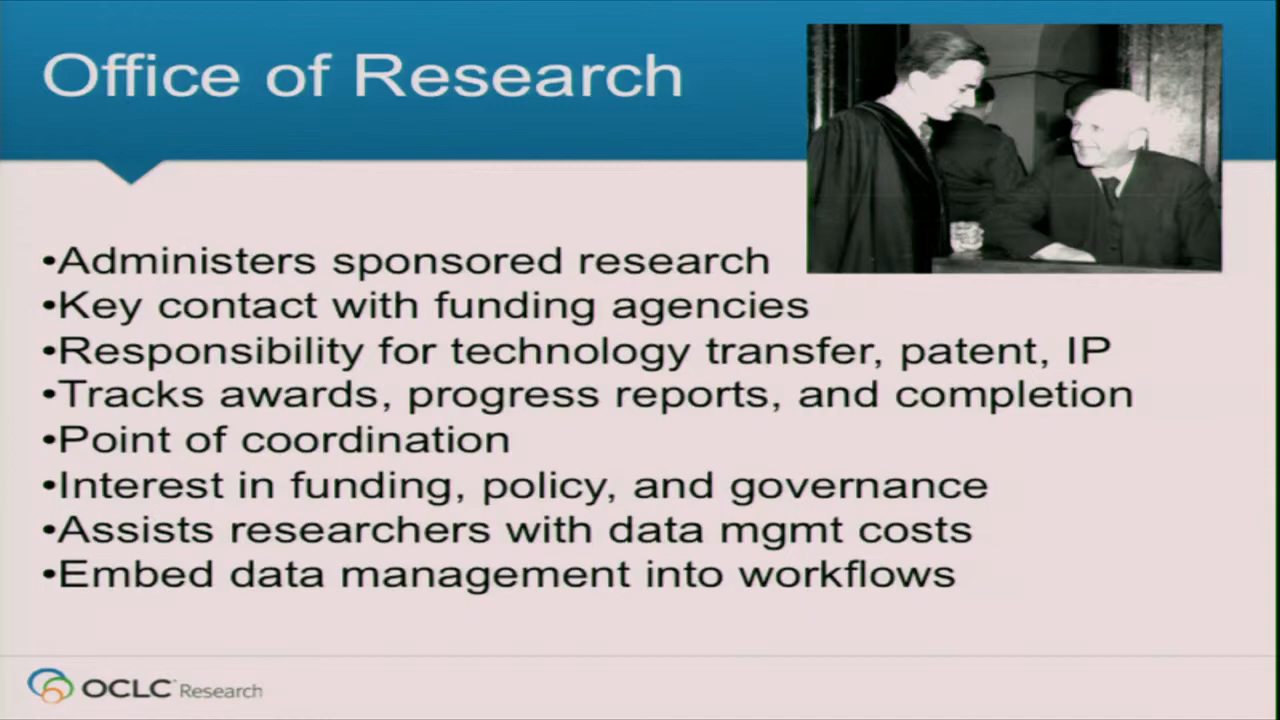 Office of Research
•Administers sponsored research
•Key contact with funding agencies
•Responsibility for technology transfer, patent, IP
•Tracks awards, progress reports, and completion
•Point of coordination
•Interest in funding, policy, and governance
•Assists researchers with data mgmt costs
•Embed data management into workflows
OCLC Research